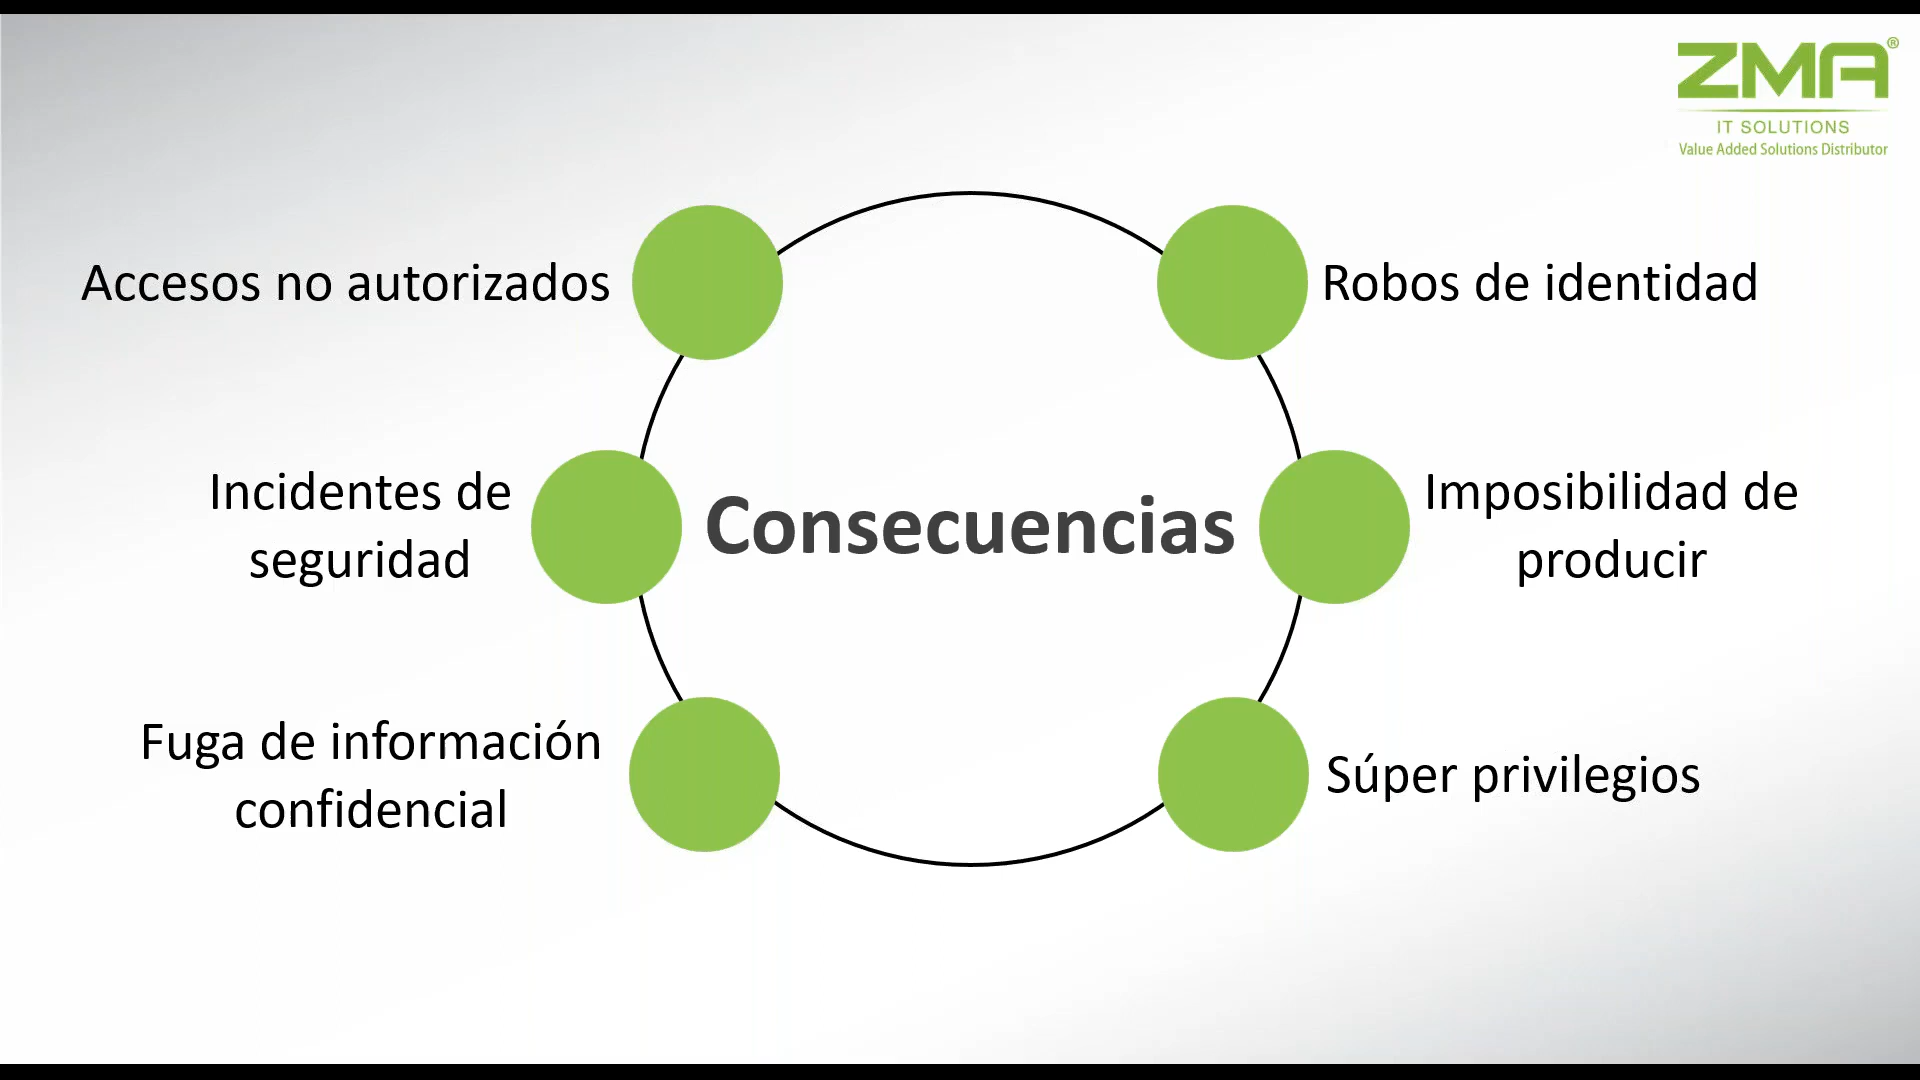 ZMA®
IT SOLUTIONS
Value Added Solutions Distributor
Accesos no autorizados
Robos de identidad
Incidentes de
seguridad
Consecuencias
Imposibilidad de
producir
Fuga de información
confidencial
Súper privilegios